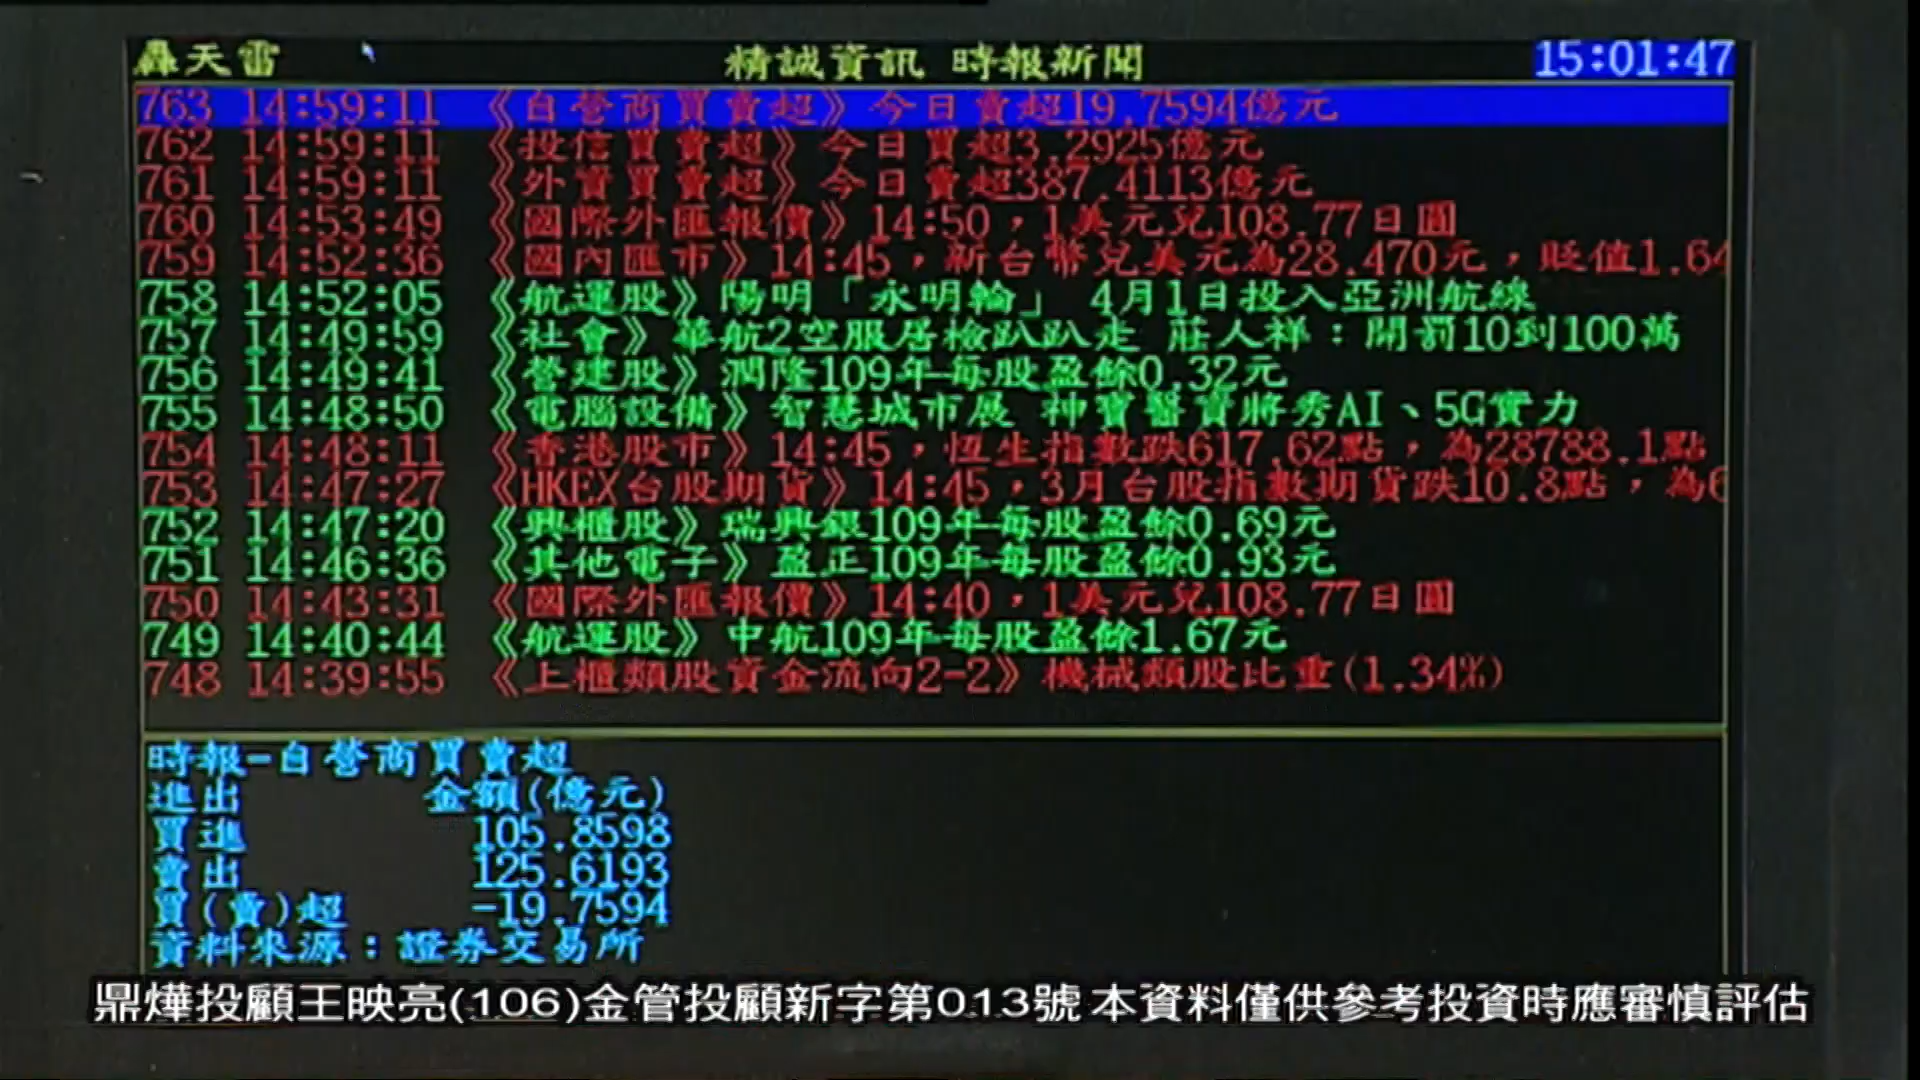 轟天雷 精誠資訊 時報新聞 15:01:47
763 14:59:11 《自營商買賣超》今日賣超19.7594億元
762 14:59:11 《投信買賣超》今日買超3.2925億元
761 14:59:11 《外資買賣超》今日賣超387.4113億元
760 14:53:49 《國際外匯報價》14:50，1美元兌108.77日圓
759 14:52:36 《國內匯市》14:45，新台幣兌美元為28.470元，貶值1.64
758 14:52:05 《航運股》陽明「永明輪」 4月1日投入亞洲航線
757 14:49:59 《社會》華航2空服居檢趴趴走 莊人祥：開罰10到100萬
756 14:49:41 《營建股》潤隆109年每股盈餘0.32元
755 14:48:50 《電腦設備》智慧城市展 神寶醫資將秀AI、5G實力
754 14:48:11 《香港股市》14:45，恆生指數跌617.62點，為28788.1點
753 14:47:27 《HKEX台股期貨》14:45，3月台股指數期貨跌10.8點，為6
752 14:47:20 《興櫃股》瑞興銀109年每股盈餘0.69元
751 14:46:36 《其他電子》盈正109年每股盈餘0.93元
750 14:43:31 《國際外匯報價》14:40，1美元兌108.77日圓
749 14:40:44 《航運股》中航109年每股盈餘1.67元
748 14:39:55 《上櫃類股資金流向2-2》機械類股比重(1.34%)
時報-自營商買賣超
進出 金額(億元)
買進 105.8598
賣出 125.6193
買(賣)超 -19.7594
資料來源：證券交易所
鼎燁投顧王映亮(106)金管投顧新字第013號 本資料僅供參考投資時應審慎評估